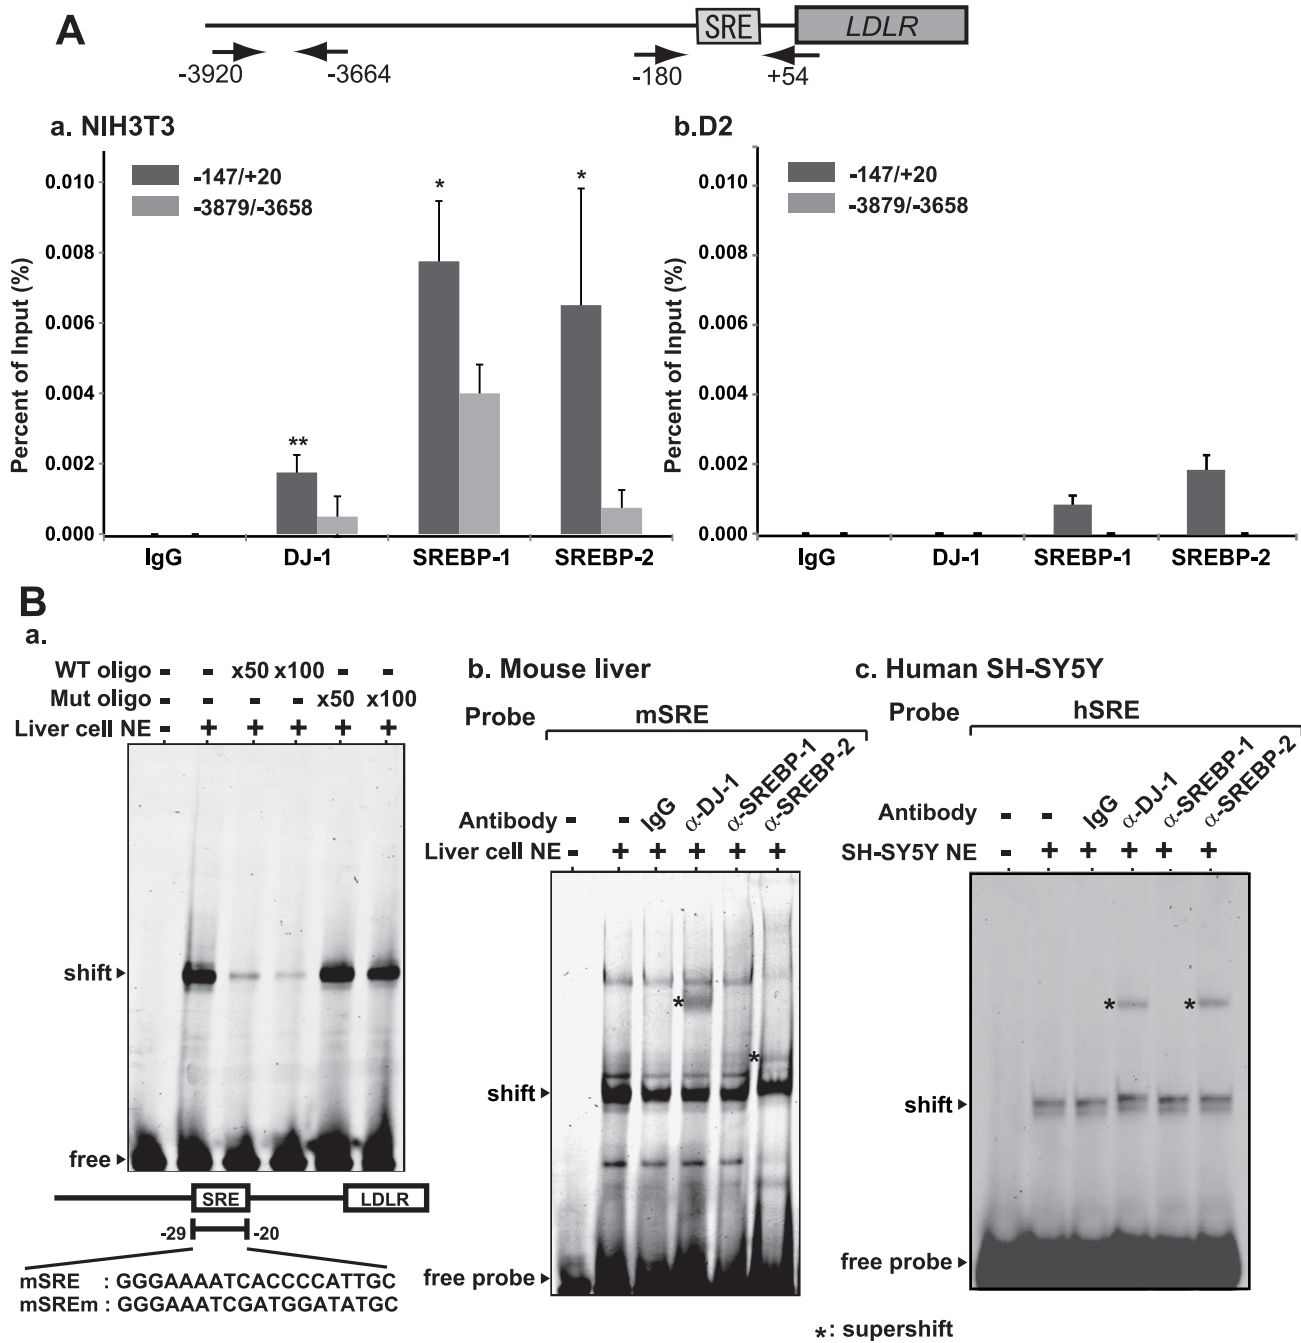 A
SRE
LDLR
-3920
-3664
-180
+54
a. NIH3T3
-147/+20
-3879/-3658
Percent of Input (%)
0.010
0.008
0.006
0.004
0.002
0.000
*
*
**
IgG
DJ-1
SREBP-1
SREBP-2
b.D2
-147/+20
-3879/-3658
Percent of Input (%)
0.010
0.008
0.006
0.004
0.002
0.000
IgG
DJ-1
SREBP-1
SREBP-2
B
a.
WT oligo - - x50 x100 - -
Mut oligo - - - - x50 x100
Liver cell NE - + + + + +
shift
free
SRE
LDLR
-29
-20
mSRE : GGGAAAATCACCCCATTGC
mSREm : GGGAAATCGATGGATATGC
b. Mouse liver
Probe mSRE
Antibody - - IgG α-DJ-1 α-SREBP-1 α-SREBP-2
Liver cell NE - + + + + +
*
*
shift
free probe
c. Human SH-SY5Y
Probe hSRE
Antibody - - IgG α-DJ-1 α-SREBP-1 α-SREBP-2
SH-SY5Y NE - + + + + +
* *
shift
free probe
*: supershift